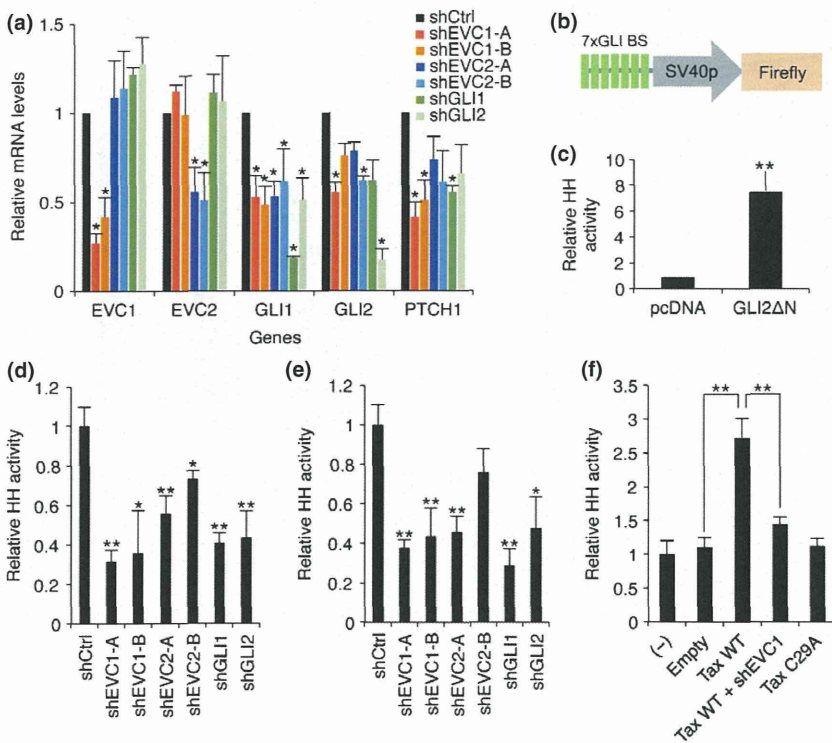 (a)
Relative mRNA levels
1.5
1
0.5
0
* * * * * * * * * * * * * * * *
EVC1 EVC2 GLI1 GLI2 PTCH1
Genes
shCtrl
shEVC1-A
shEVC1-B
shEVC2-A
shEVC2-B
shGLI1
shGLI2
(b)
7xGLI BS
SV40p
Firefly
(c)
Relative HH
activity
10
8
6
4
2
0
**
pcDNA GLI2ΔN
(d)
Relative HH activity
1.2
1
0.8
0.6
0.4
0.2
0
** * ** * ** **
shCtrl
shEVC1-A
shEVC1-B
shEVC2-A
shEVC2-B
shGLI1
shGLI2
(e)
Relative HH activity
1.2
1
0.8
0.6
0.4
0.2
0
** ** ** ** *
shCtrl
shEVC1-A
shEVC1-B
shEVC2-A
shEVC2-B
shGLI1
shGLI2
(f)
Relative HH activity
3.5
3
2.5
2
1.5
1
0.5
0
** **
(–)
Empty
Tax WT
Tax WT + shEVC1
Tax C29A